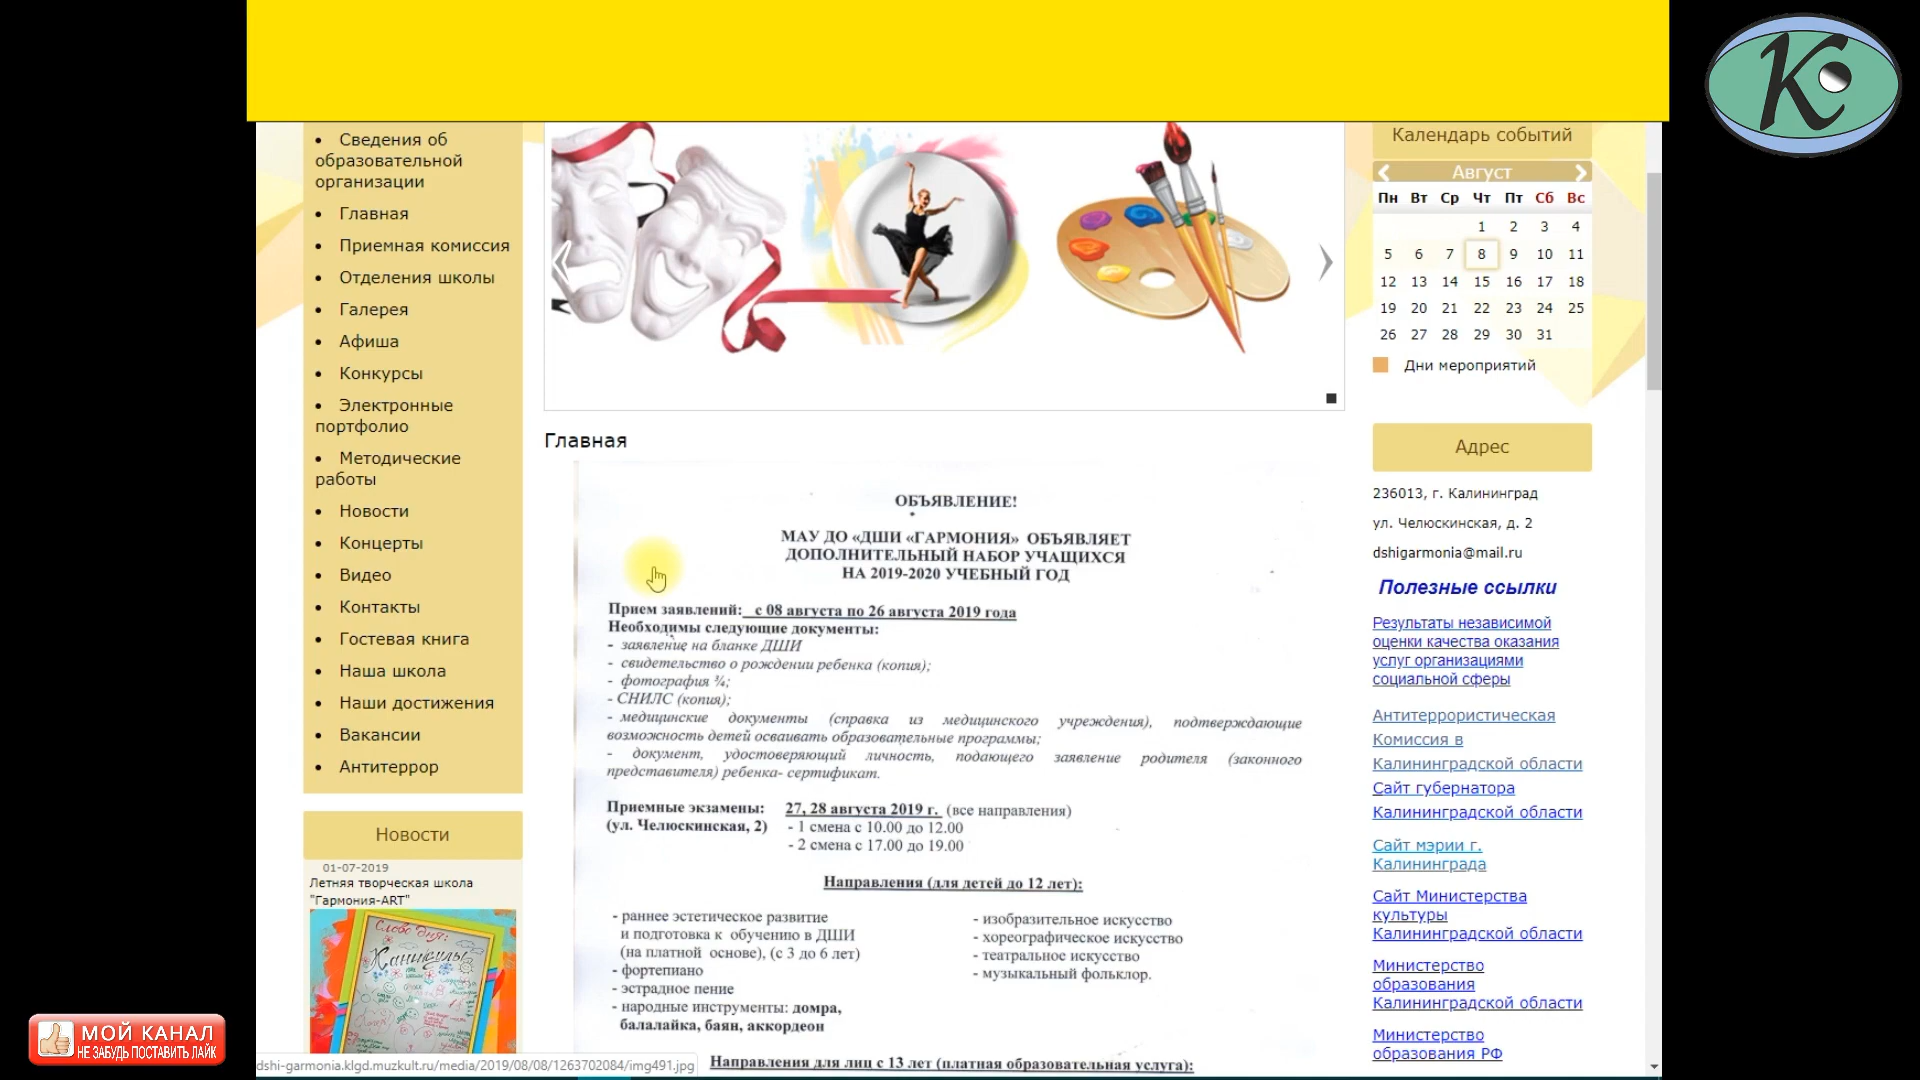 Сведения об
образовательной
организации
Главная
Приемная комиссия
Отделения школы
Галерея
Афиша
Конкурсы
Электронные
портфолио
Методические
работы
Новости
Концерты
Видео
Контакты
Гостевая книга
Наша школа
Наши достижения
Вакансии
Антитеррор
Новости
01-07-2019
Летняя творческая школа
"Гармония-ART"
Слово дня:
Каникулы
МОЙ КАНАЛ
НЕ ЗАБУДЬ ПОСТАВИТЬ ЛАЙК
dshi-garmonia.klgd.muzkult.ru/media/2019/08/08/1263702084/img491.jpg
Главная
ОБЪЯВЛЕНИЕ!
МАУ ДО «ДШИ «ГАРМОНИЯ» ОБЪЯВЛЯЕТ
ДОПОЛНИТЕЛЬНЫЙ НАБОР УЧАЩИХСЯ
НА 2019-2020 УЧЕБНЫЙ ГОД
Прием заявлений: с 08 августа по 26 августа 2019 года
Необходимы следующие документы:
- заявление на бланке ДШИ
- свидетельство о рождении ребенка (копия);
- фотография ¾;
- СНИЛС (копия);
- медицинские документы (справка из медицинского учреждения), подтверждающие
возможность детей осваивать образовательные программы;
- документ, удостоверяющий личность, подающего заявление родителя (законного
представителя) ребенка- сертификат.
Приемные экзамены: 27, 28 августа 2019 г. (все направления)
(ул. Челюскинская, 2) - 1 смена с 10.00 до 12.00
- 2 смена с 17.00 до 19.00
Направления (для детей до 12 лет):
- раннее эстетическое развитие
и подготовка к обучению в ДШИ
(на платной основе), (с 3 до 6 лет)
- фортепиано
- эстрадное пение
- народные инструменты: домра,
балалайка, баян, аккордеон
- изобразительное искусство
- хореографическое искусство
- театральное искусство
- музыкальный фольклор.
Направления для лиц с 13 лет (платная образовательная услуга):
Календарь событий
Август
Пн Вт Ср Чт Пт Сб Вс
1 2 3 4
5 6 7 8 9 10 11
12 13 14 15 16 17 18
19 20 21 22 23 24 25
26 27 28 29 30 31
Дни мероприятий
Адрес
236013, г. Калининград
ул. Челюскинская, д. 2
dshigarmonia@mail.ru
Полезные ссылки
Результаты независимой
оценки качества оказания
услуг организациями
социальной сферы
Антитеррористическая
Комиссия в
Калининградской области
Сайт губернатора
Калининградской области
Сайт мэрии г.
Калининграда
Сайт Министерства
культуры
Калининградской области
Министерство
образования
Калининградской области
Министерство
образования РФ
K